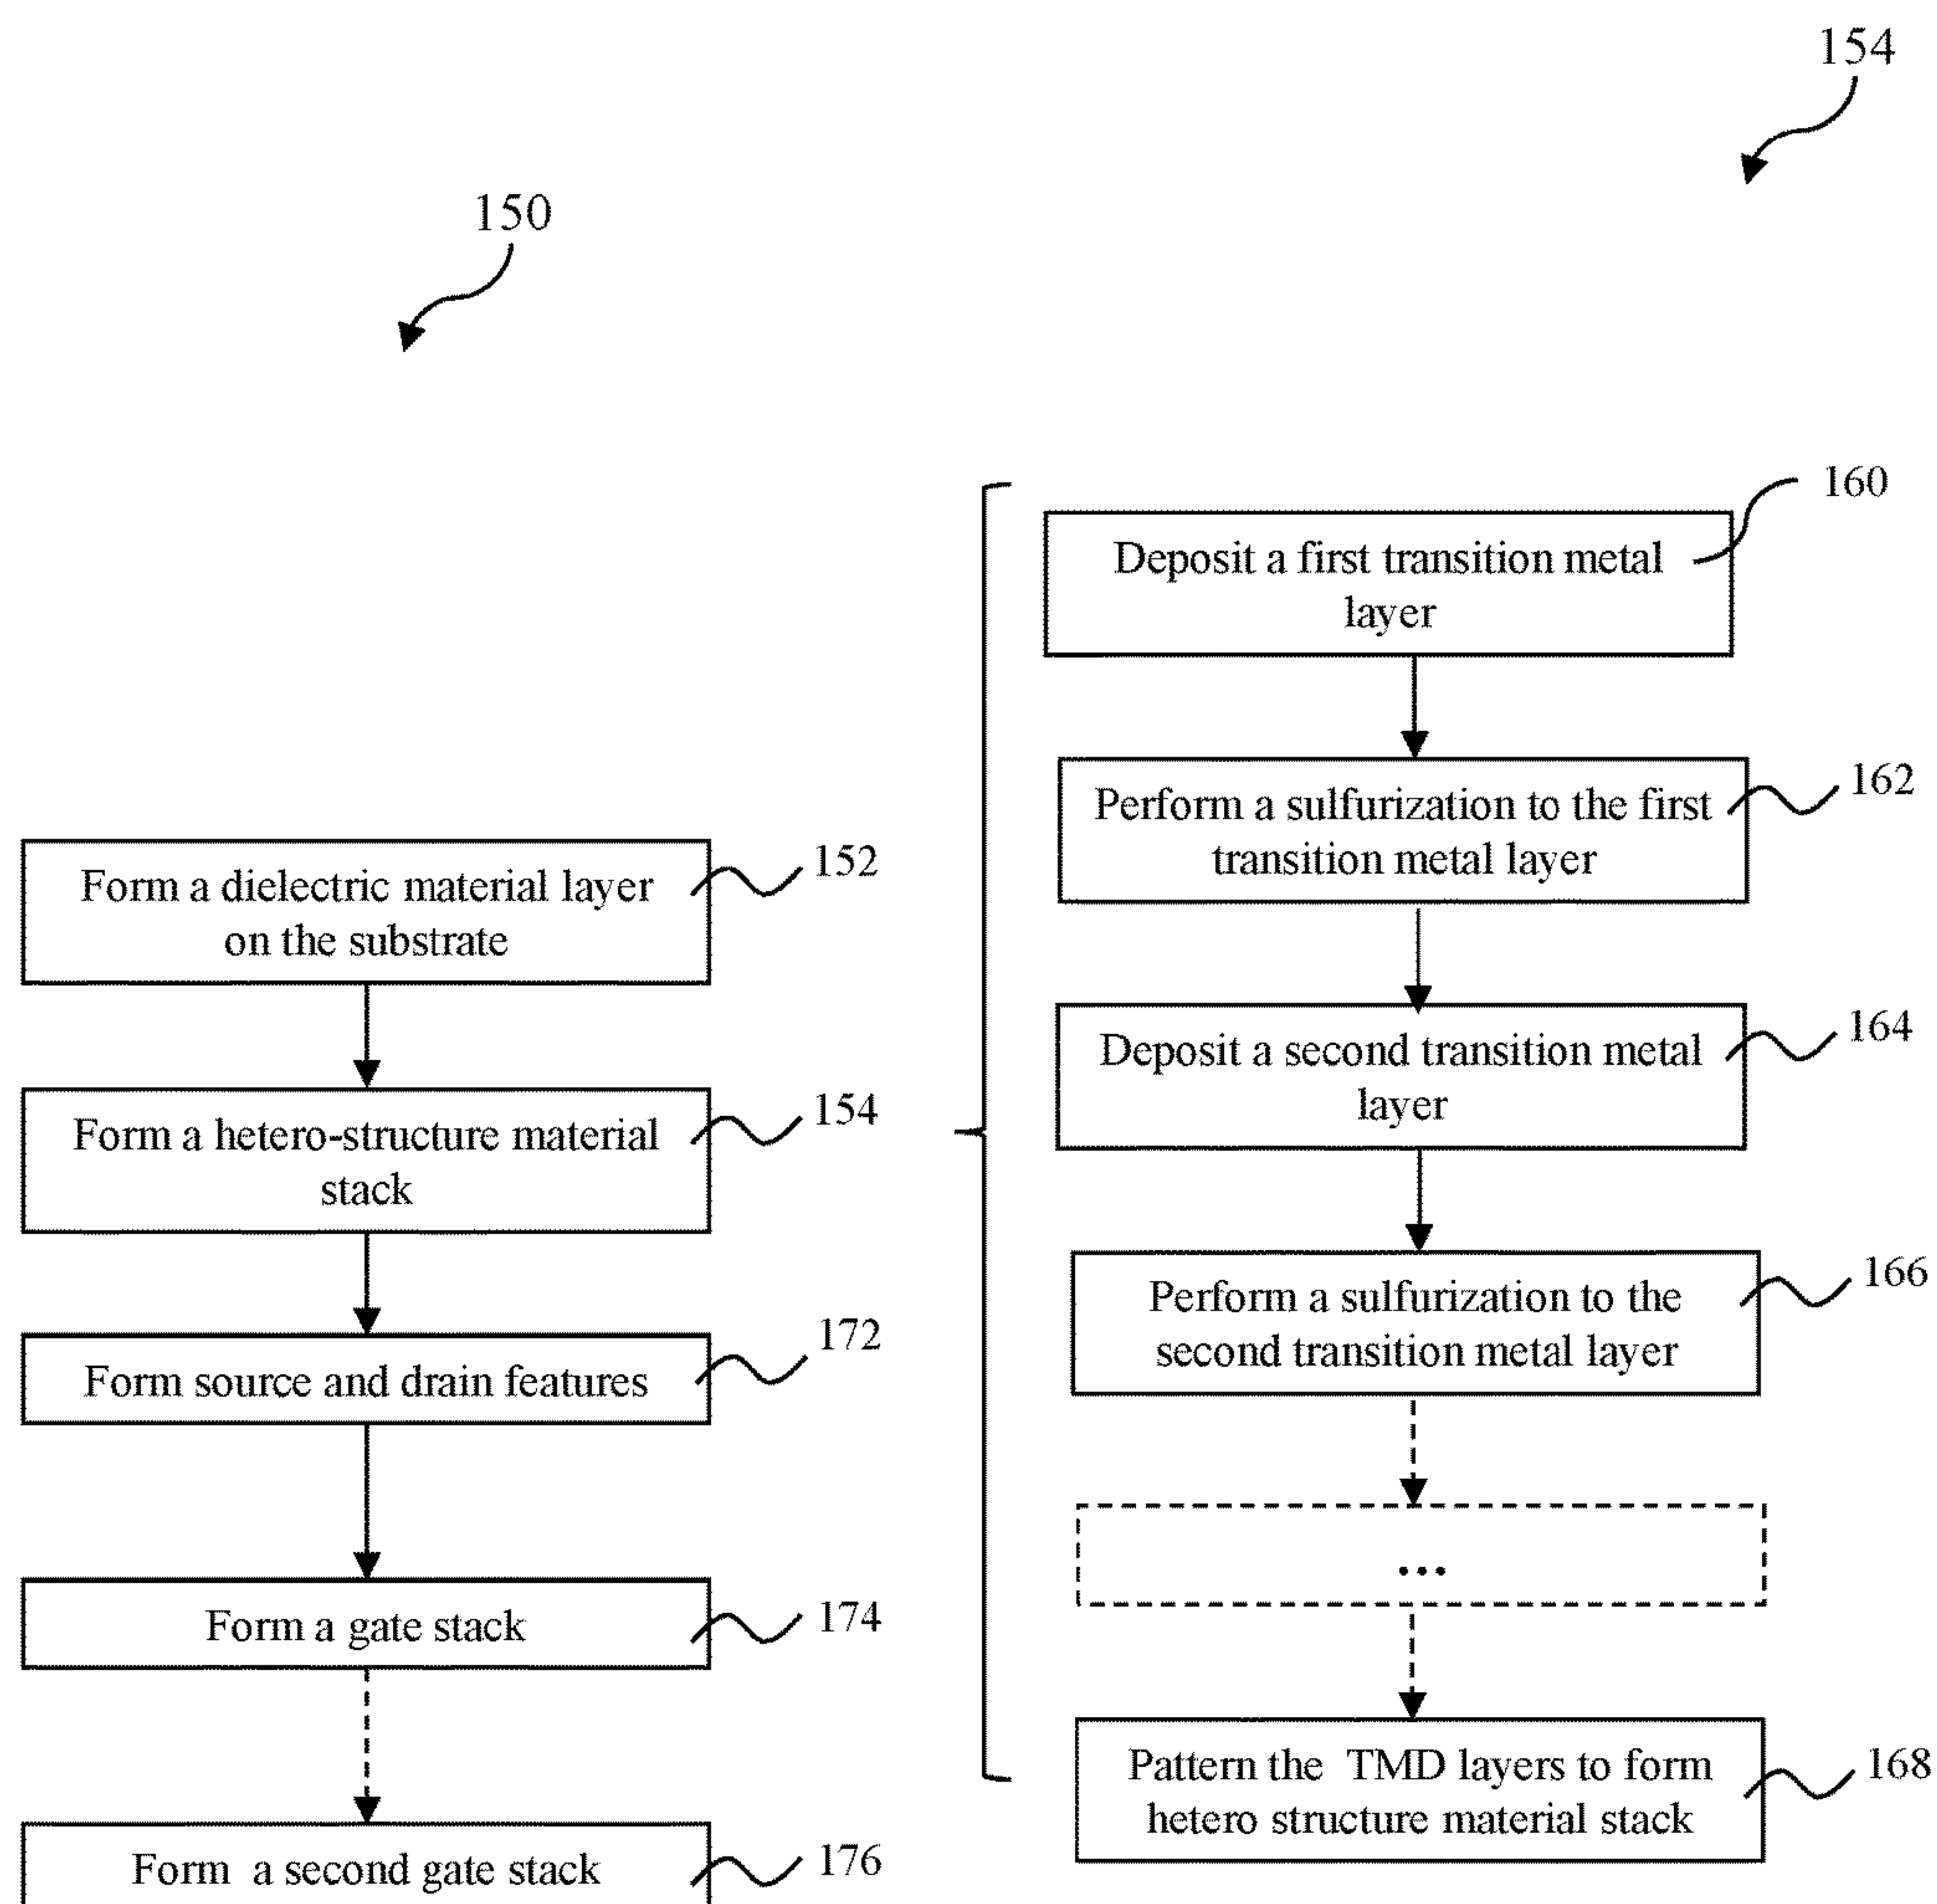 150
Form a dielectric material layer
on the substrate
152
Form a hetero-structure material
stack
154
Form source and drain features
172
Form a gate stack
174
Form a second gate stack
176
154
Deposit a first transition metal
layer
160
Perform a sulfurization to the first
transition metal layer
162
Deposit a second transition metal
layer
164
Perform a sulfurization to the
second transition metal layer
166
...
Pattern the TMD layers to form
hetero structure material stack
168